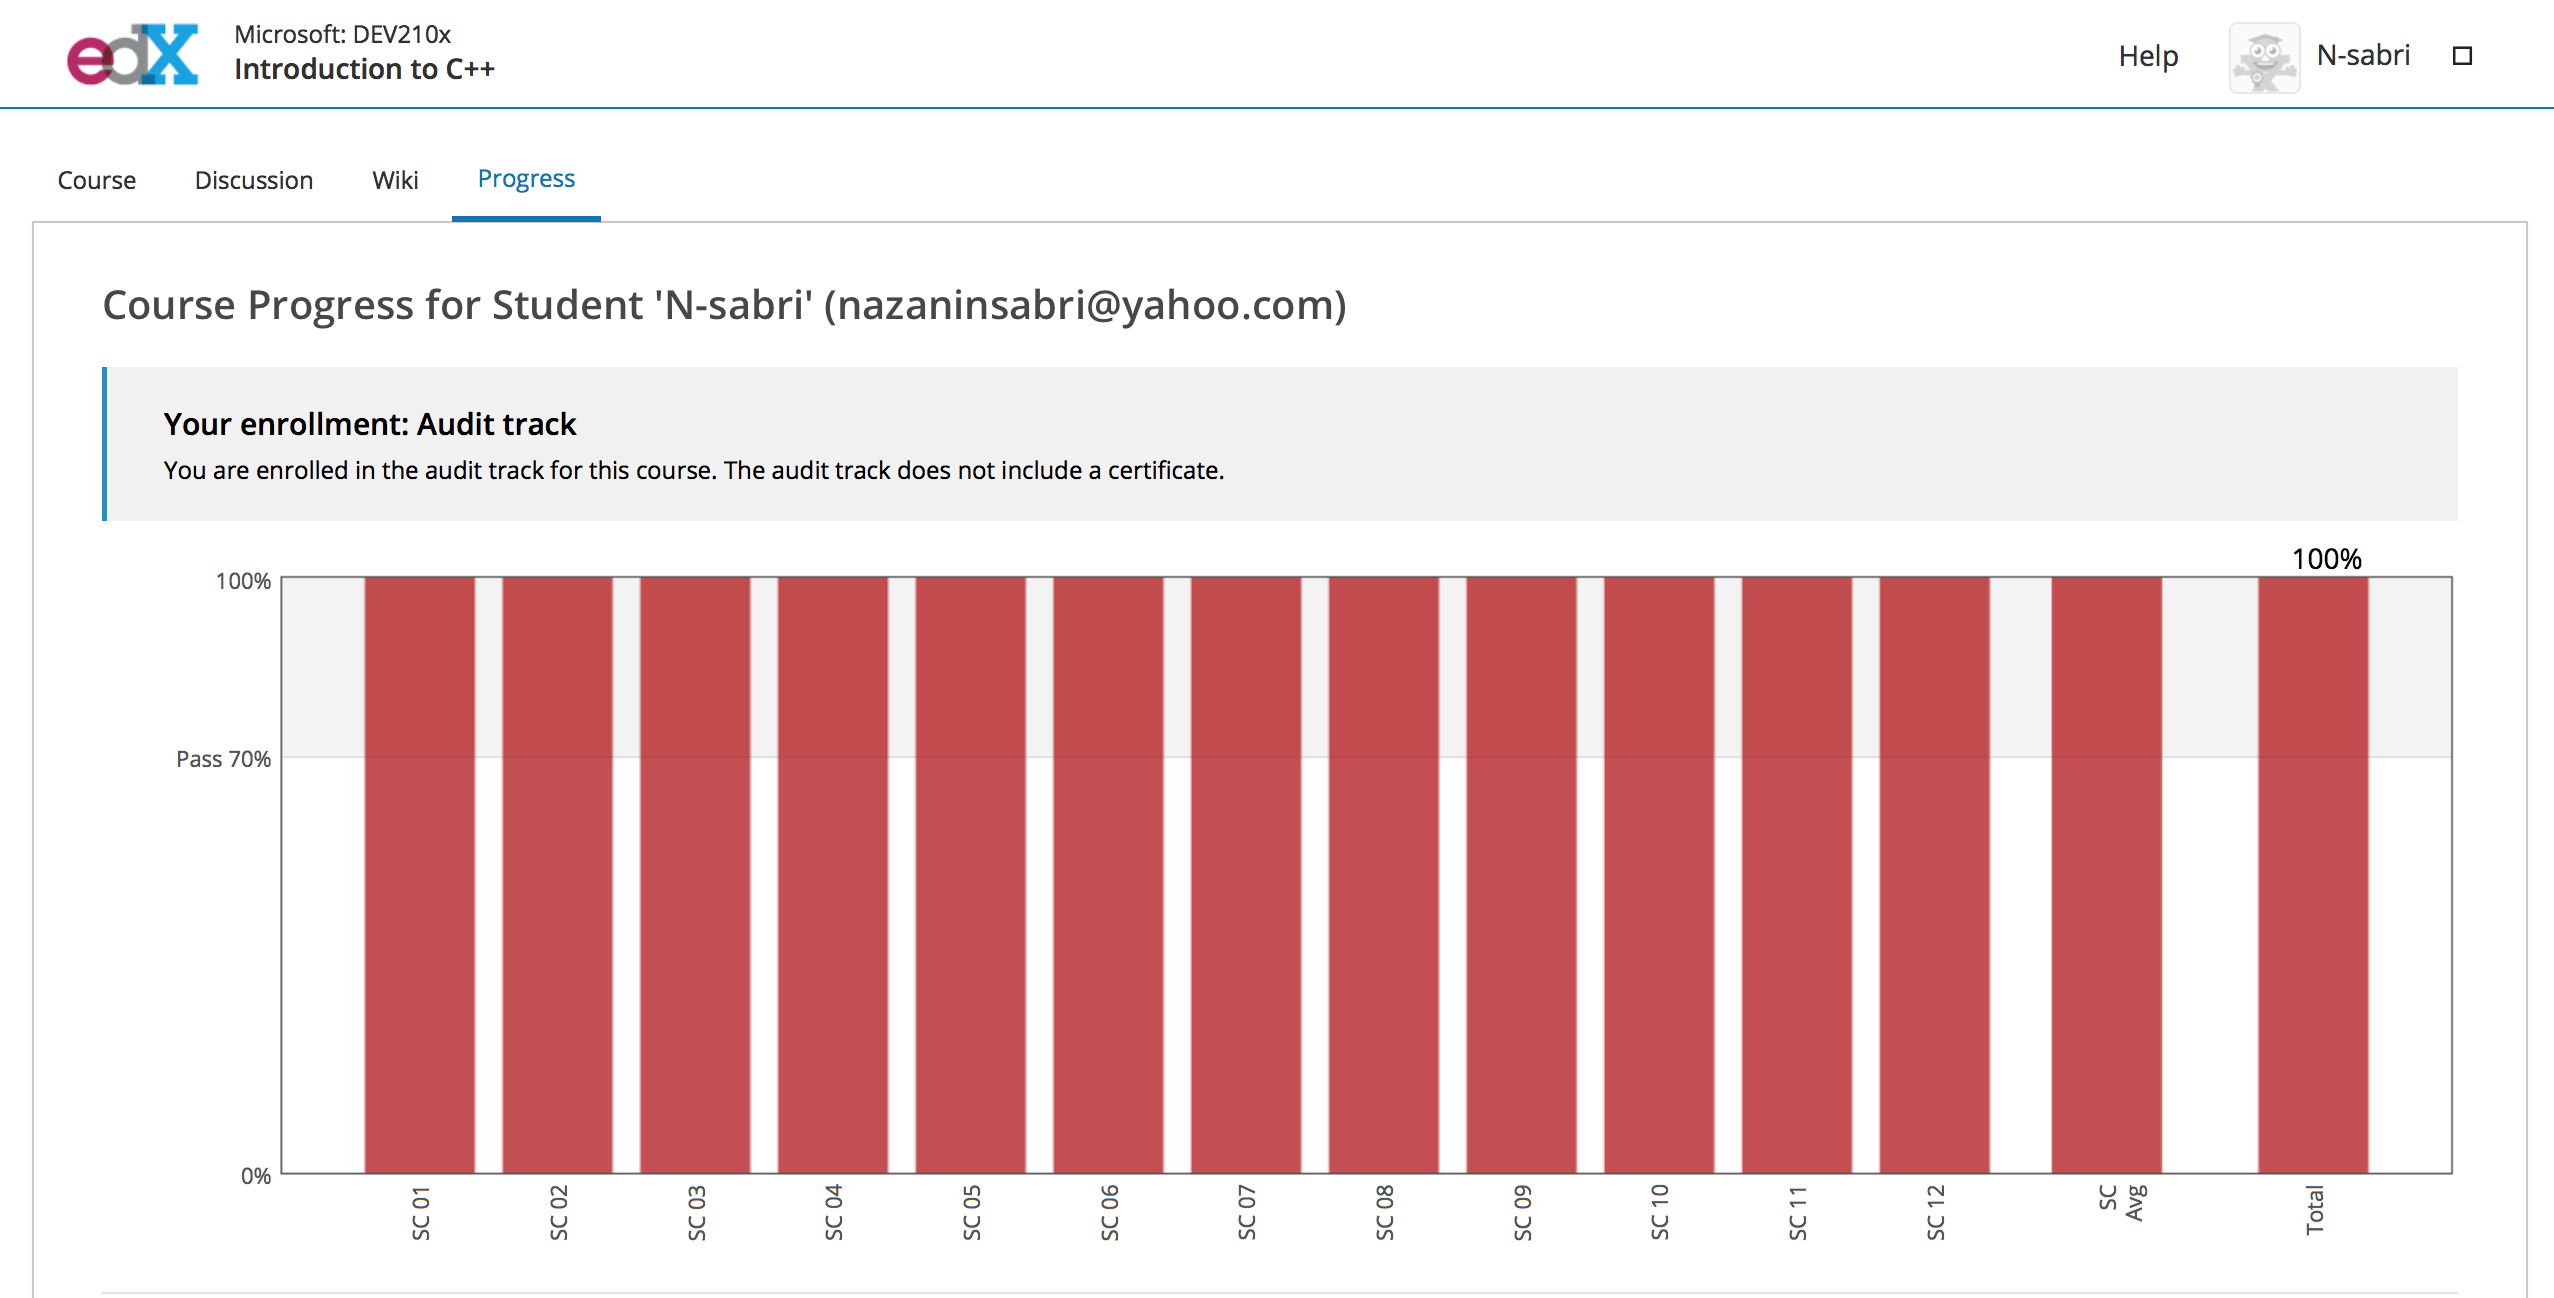 edX
Microsoft: DEV210x
Introduction to C++
Help
N-sabri
Course
Discussion
Wiki
Progress
Course Progress for Student 'N-sabri' (nazaninsabri@yahoo.com)
Your enrollment: Audit track
You are enrolled in the audit track for this course. The audit track does not include a certificate.
100%
100%
Pass 70%
0%
SC 01
SC 02
SC 03
SC 04
SC 05
SC 06
SC 07
SC 08
SC 09
SC 10
SC 11
SC 12
SC
Avg
Total